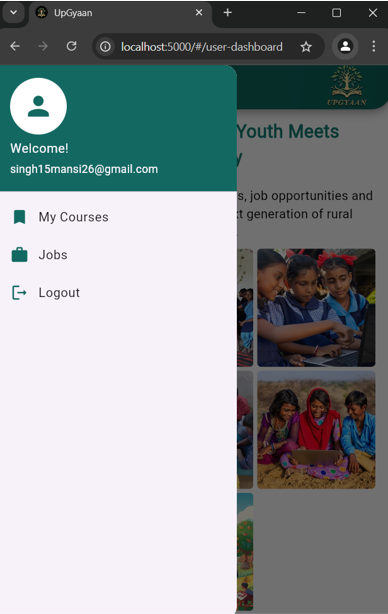 UpGyaan
localhost:5000/#/user-dashboard
UPGYAAN
Youth Meets
Welcome!
singh15mansi26@gmail.com
s, job opportunities and
t generation of rural
My Courses
Jobs
Logout